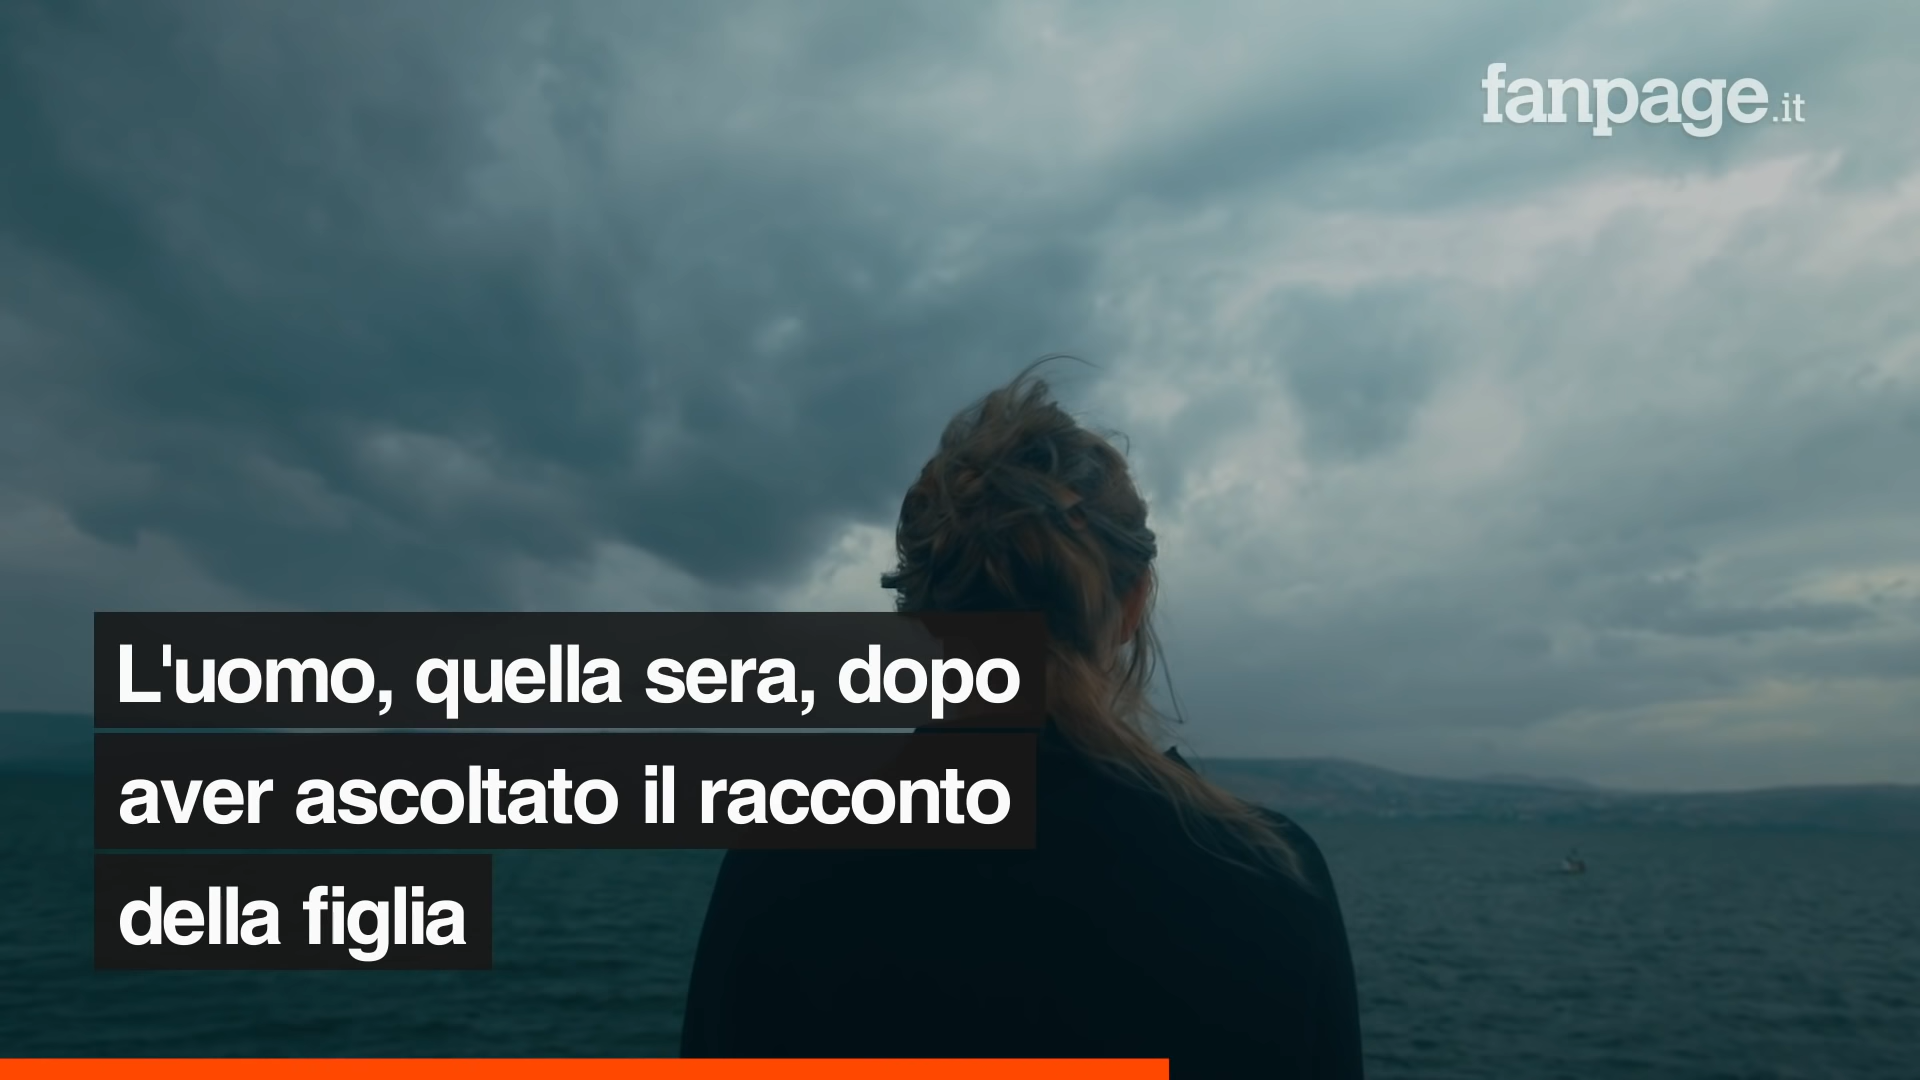 fanpage.it
L'uomo, quella sera, dopo
aver ascoltato il racconto
della figlia